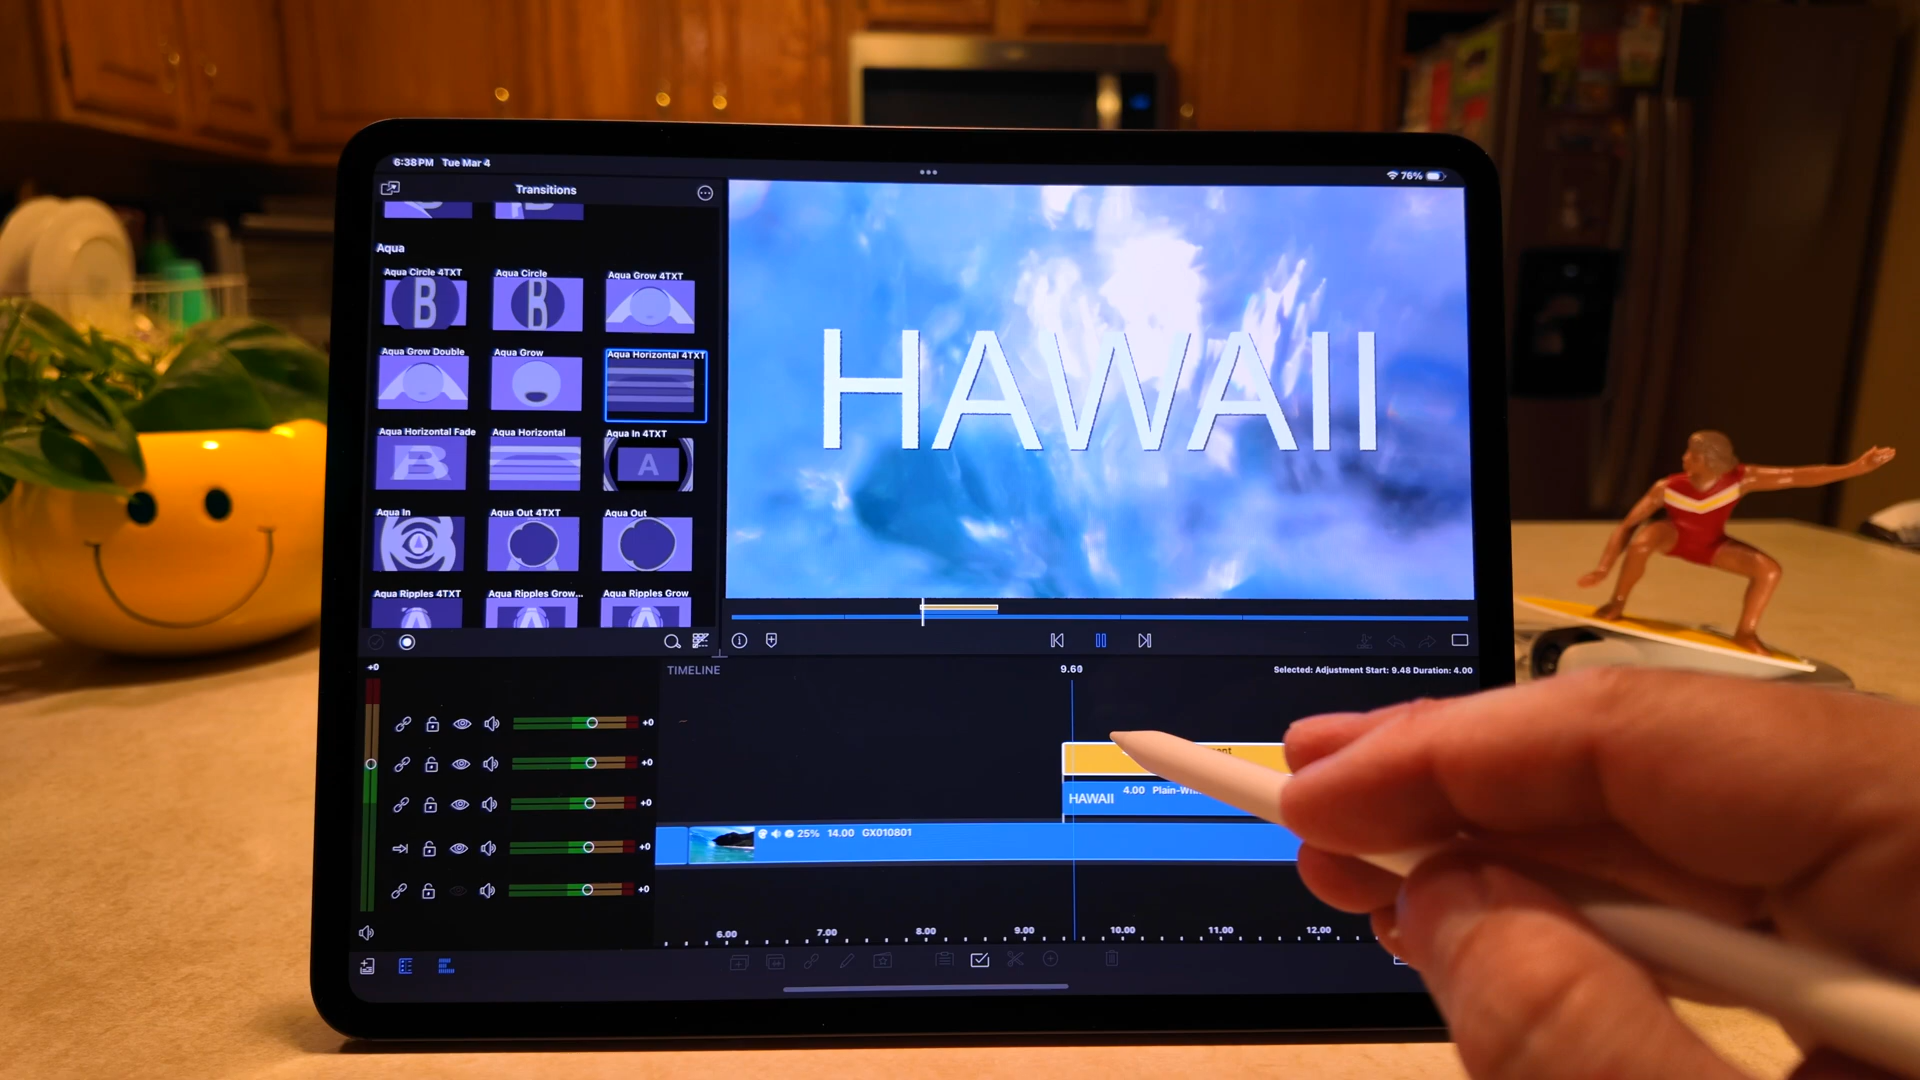 6:38 PM Tue Mar 4
76%
Transitions
Aqua
Aqua Circle 4TXT
Aqua Circle
Aqua Grow 4TXT
B
B
Aqua Grow Double
Aqua Grow
Aqua Horizontal 4TXT
Aqua Horizontal Fade
Aqua Horizontal
Aqua In 4TXT
B
A
Aqua In
Aqua Out 4TXT
Aqua Out
Aqua Ripples 4TXT
Aqua Ripples Grow...
Aqua Ripples Grow
HAWAII
+0
TIMELINE
9.60
Selected: Adjustment Start: 9.48 Duration: 4.00
+0
+0
+0
+0
+0
HAWAII
4.00
25% 14.00 GX010801
6.00
7.00
8.00
9.00
10.00
11.00
12.00